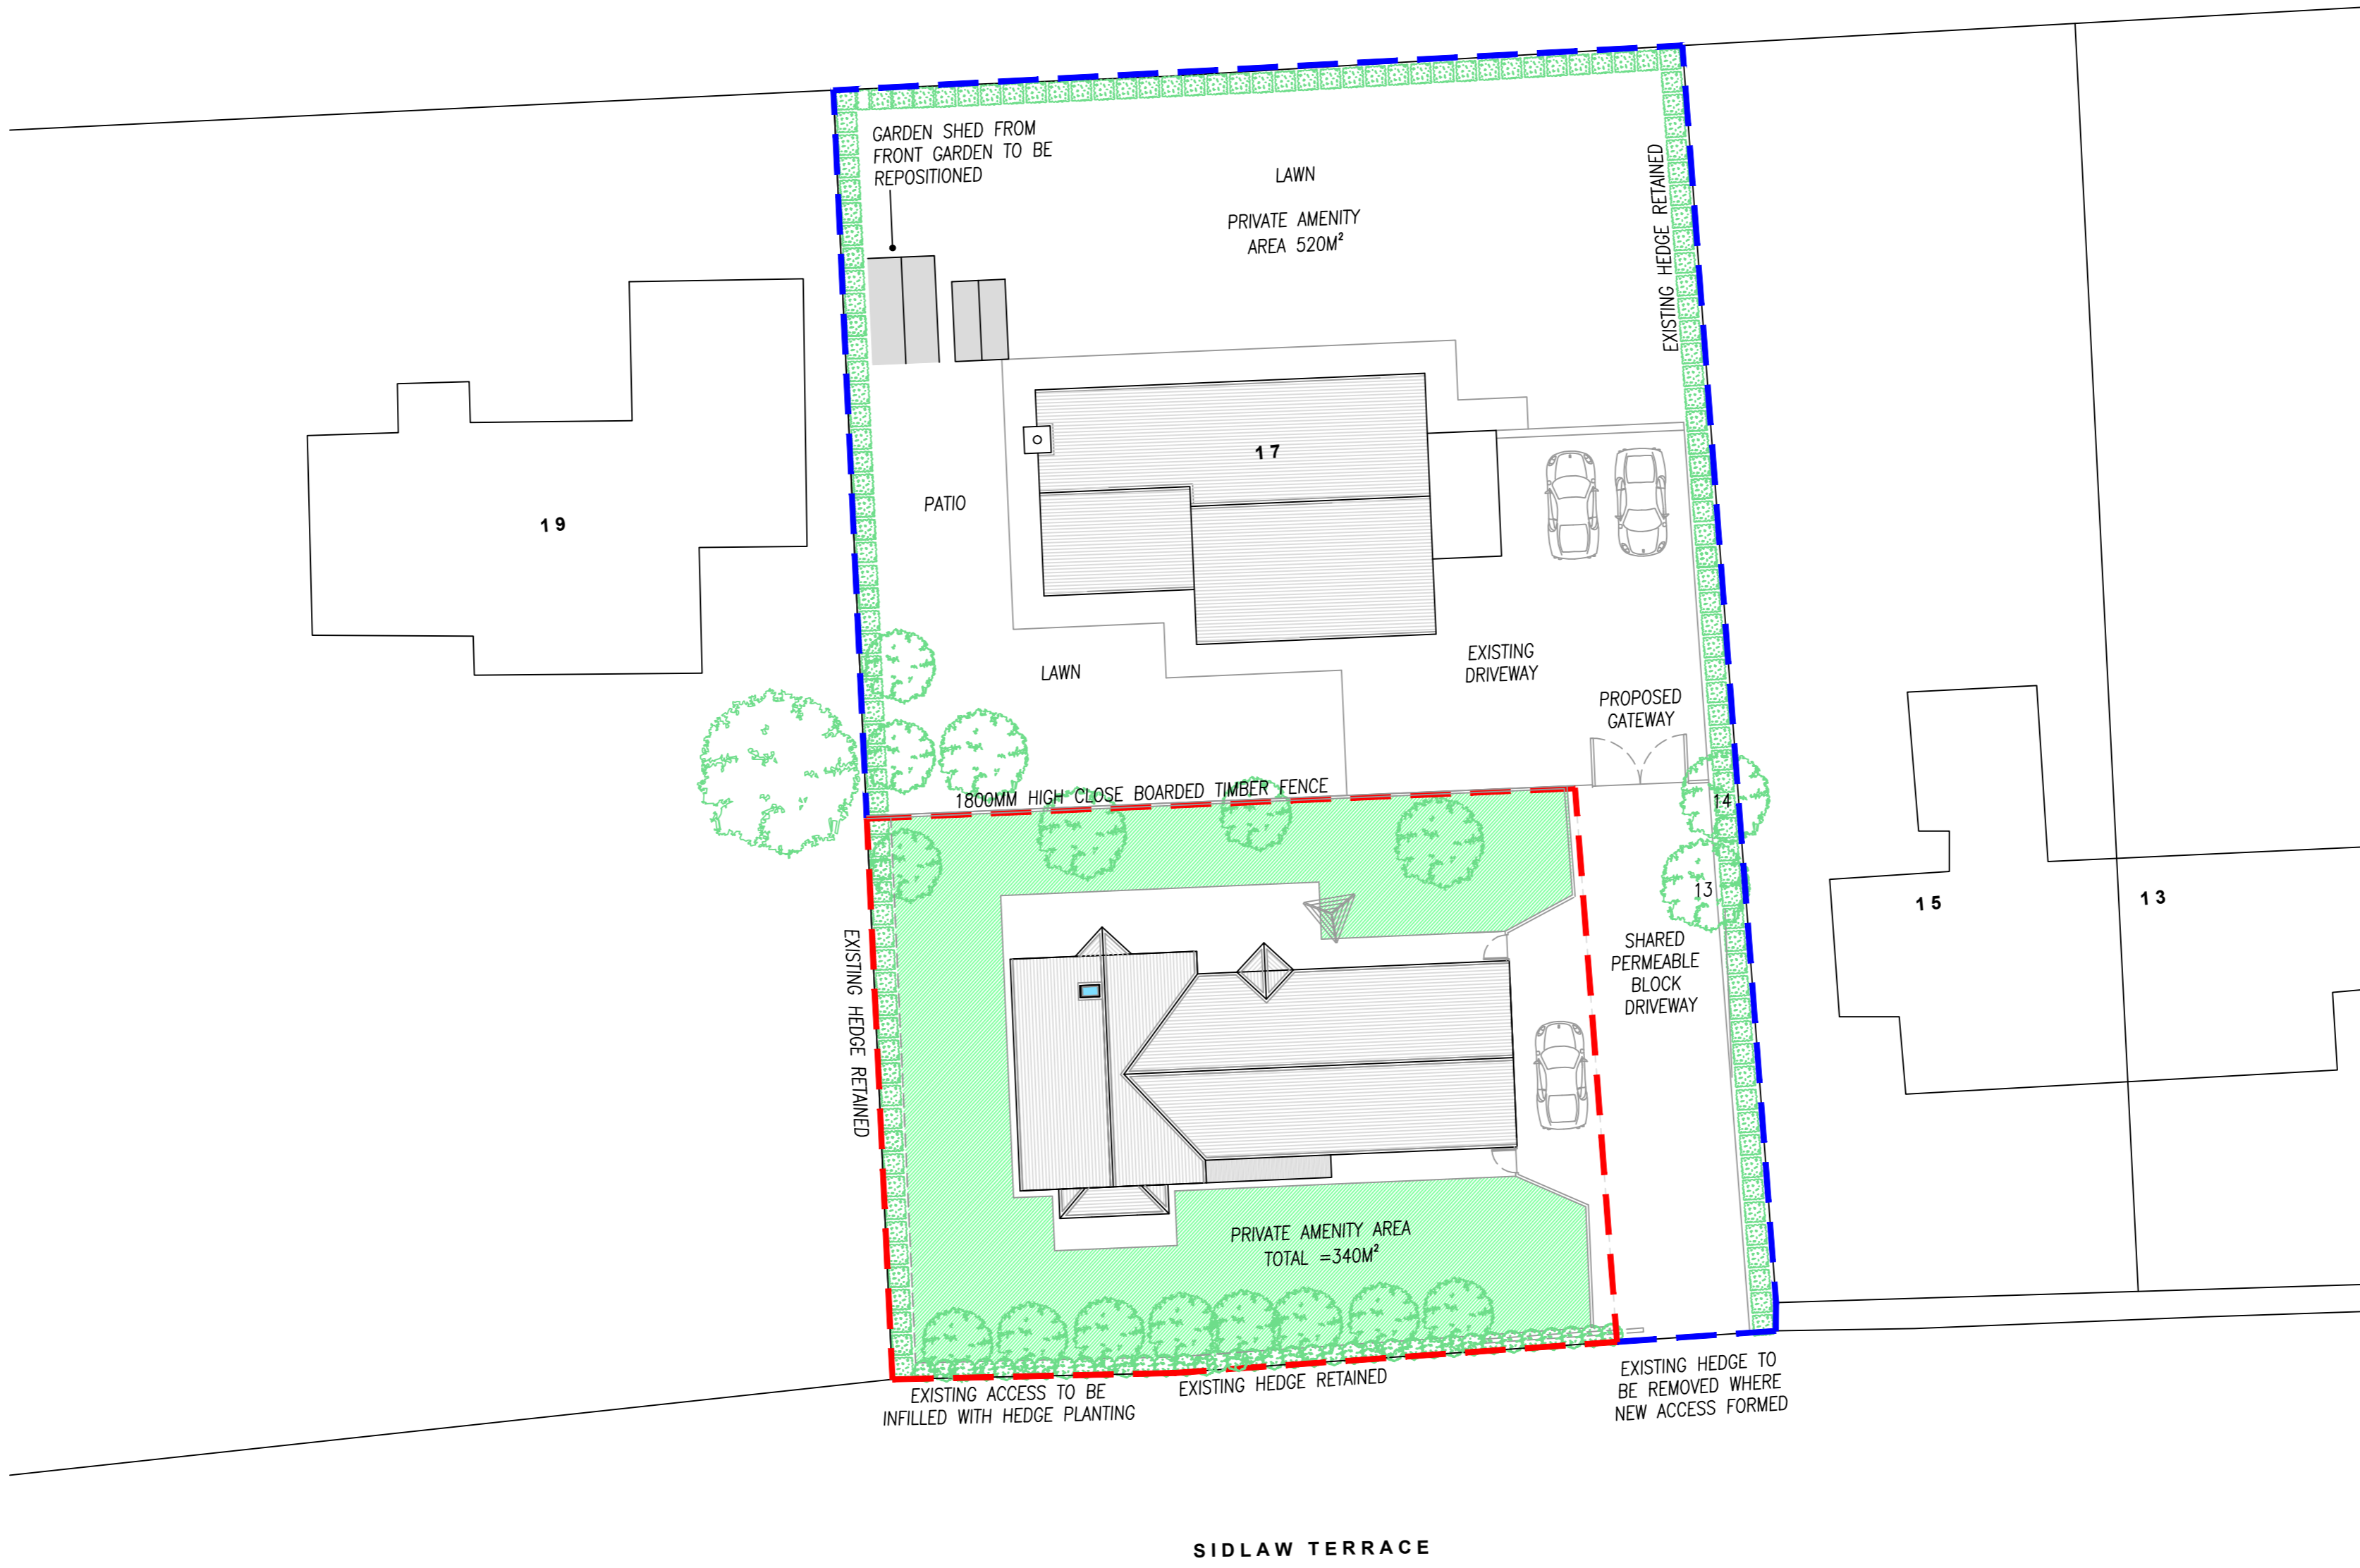 GARDEN SHED FROM
FRONT GARDEN TO BE
REPOSITIONED
LAWN
PRIVATE AMENITY
AREA 520M²
EXISTING HEDGE RETAINED
17
PATIO
19
LAWN
EXISTING
DRIVEWAY
PROPOSED
GATEWAY
1800MM HIGH CLOSE BOARDED TIMBER FENCE
14
13
15
13
SHARED
PERMEABLE
BLOCK
DRIVEWAY
EXISTING HEDGE RETAINED
PRIVATE AMENITY AREA
TOTAL =340M²
EXISTING ACCESS TO BE
INFILLED WITH HEDGE PLANTING
EXISTING HEDGE RETAINED
EXISTING HEDGE TO
BE REMOVED WHERE
NEW ACCESS FORMED
SIDLAW TERRACE